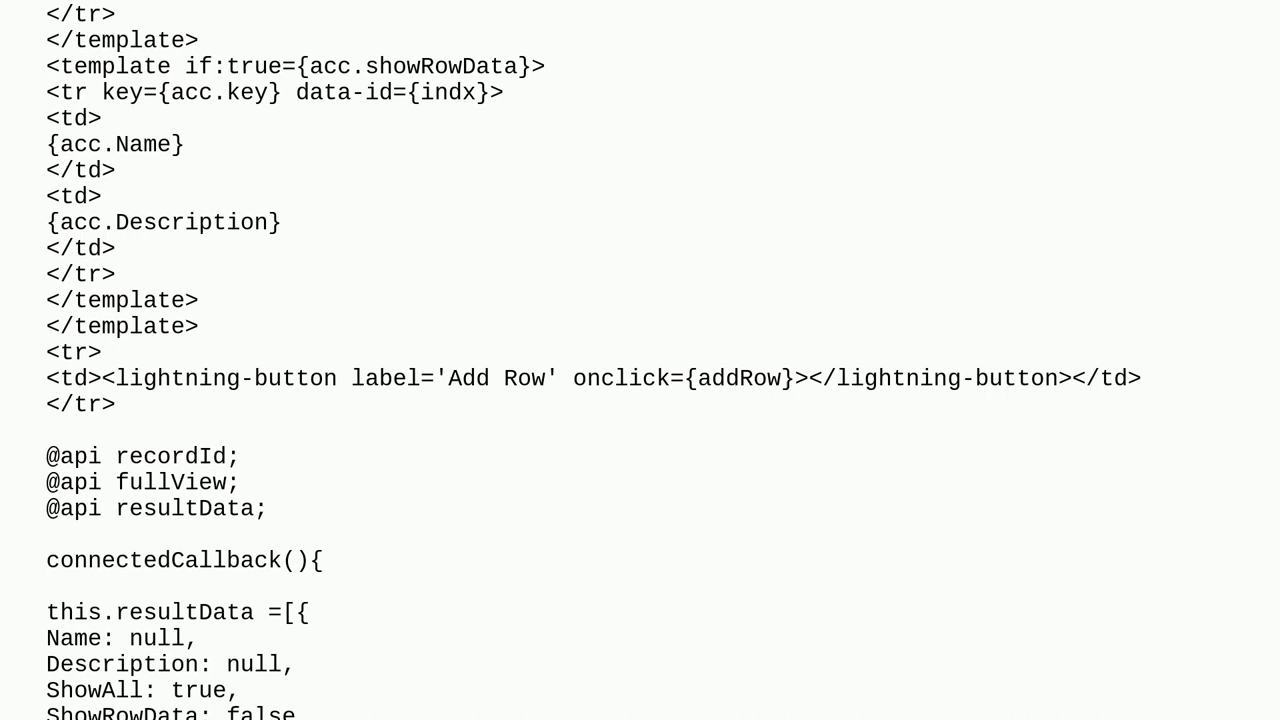 </tr>
</template>
<template if:true={acc.showRowData}>
<tr key={acc.key} data-id={indx}>
<td>
{acc.Name}
</td>
<td>
{acc.Description}
</td>
</tr>
</template>
</template>
<tr>
<td><lightning-button label='Add Row' onclick={addRow}></lightning-button></td>
</tr>
@api recordId;
@api fullView;
@api resultData;
connectedCallback(){
this.resultData =[{
Name: null,
Description: null,
ShowAll: true,
ShowRowData: false